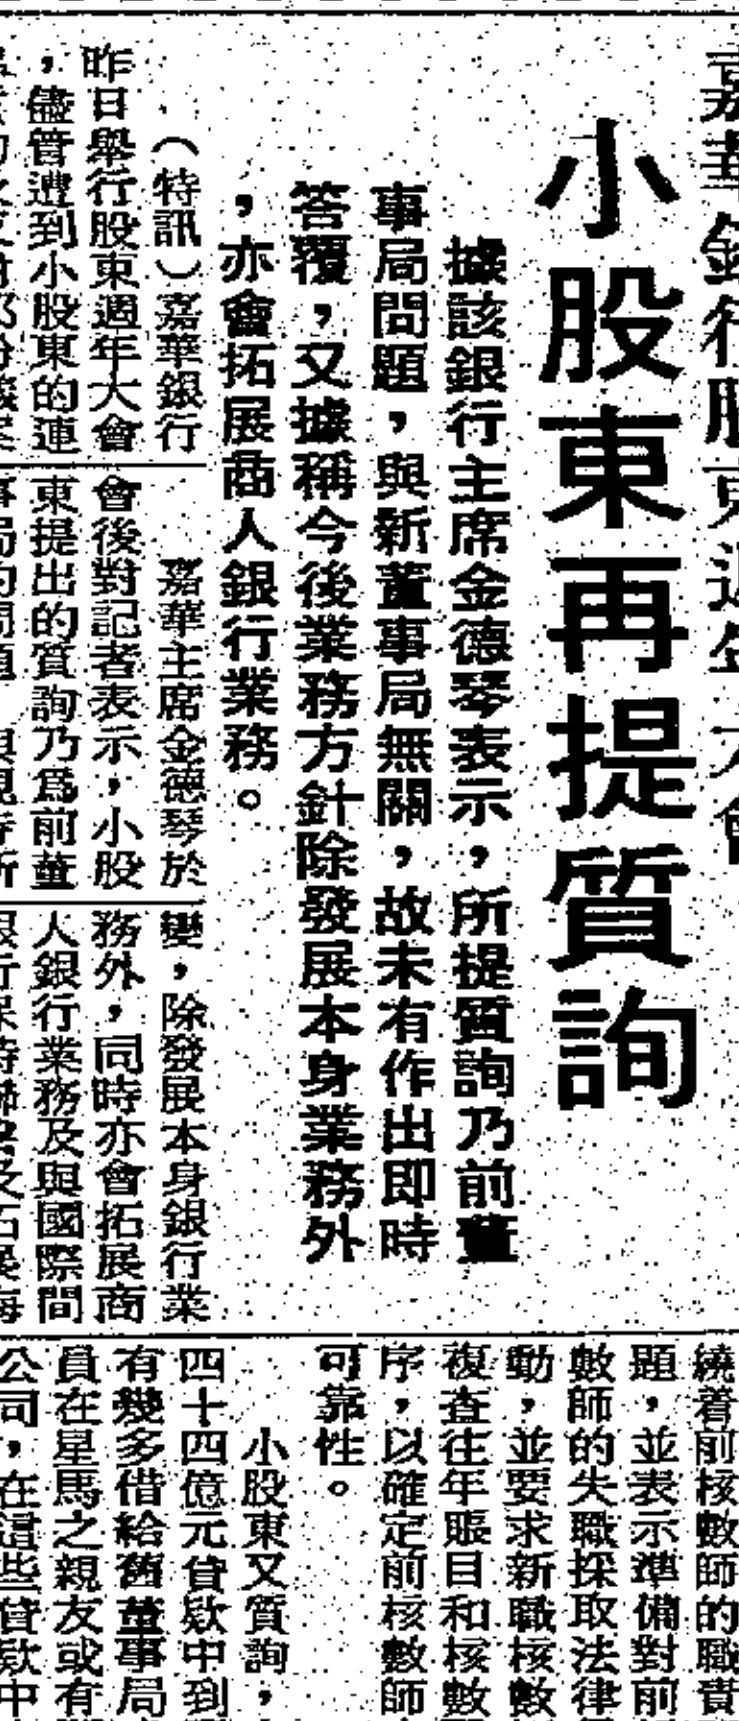 嘉華銀行股東週年大會
小股東再提質詢
據該銀行主席金德琴表示，所提質詢乃前董
事局問題，與新董事局無關，故未有作出即時
答覆，又據稱今後業務方針除發展本身業務外
，亦會拓展商人銀行業務。
（特訊）嘉華銀行
昨日舉行股東週年大會
，儘管遭到小股東的連
嘉華主席金德琴於
會後對記者表示，小股
東提出的質詢乃爲前董
變，除發展本身銀行業
務外，同時亦會拓展商
人銀行業務及與國際間
繞着前核數師的職責
題，並表示準備對前
數師的失職採取法律
動，並要求新職核數
複查往年賬目和核數
序，以確定前核數師
可靠性。
小股東又質詢，
四十四億元貸款中到
有幾多借給舊董事局
員在星馬之親友或有
公司，在這些貸款中